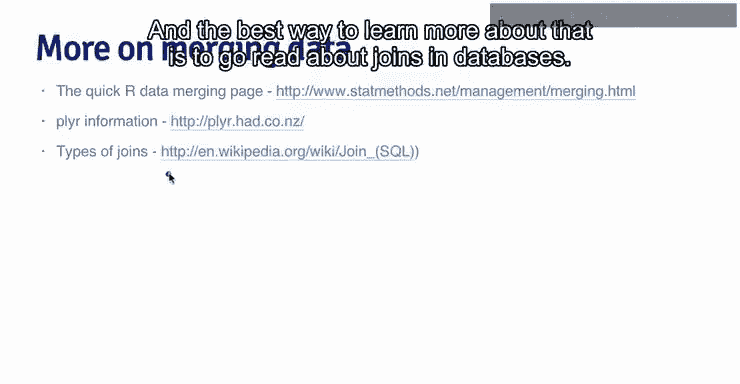 And the best way to learn more about that
is to go read about joins in databases.
More on merging data
· The quick R data merging page - http://www.statmethods.net/management/merging.html
· plyr information - http://plyr.had.co.nz/
· Types of joins - http://en.wikipedia.org/wiki/Join_(SQL))